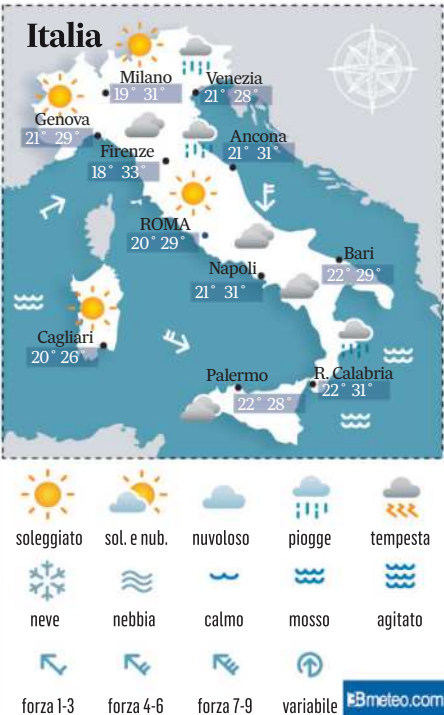 Italia
Milano
19° 31°
Venezia
21° 28°
Genova
21° 29°
Ancona
21° 31°
Firenze
18° 33°
ROMA
20° 29°
Bari
22° 29°
Napoli
21° 31°
Cagliari
20° 26°
Palermo
22° 28°
R. Calabria
22° 31°
soleggiato sol. e nub. nuvoloso piogge tempesta
neve nebbia calmo mosso agitato
forza 1-3 forza 4-6 forza 7-9 variabile
3Bmeteo.com